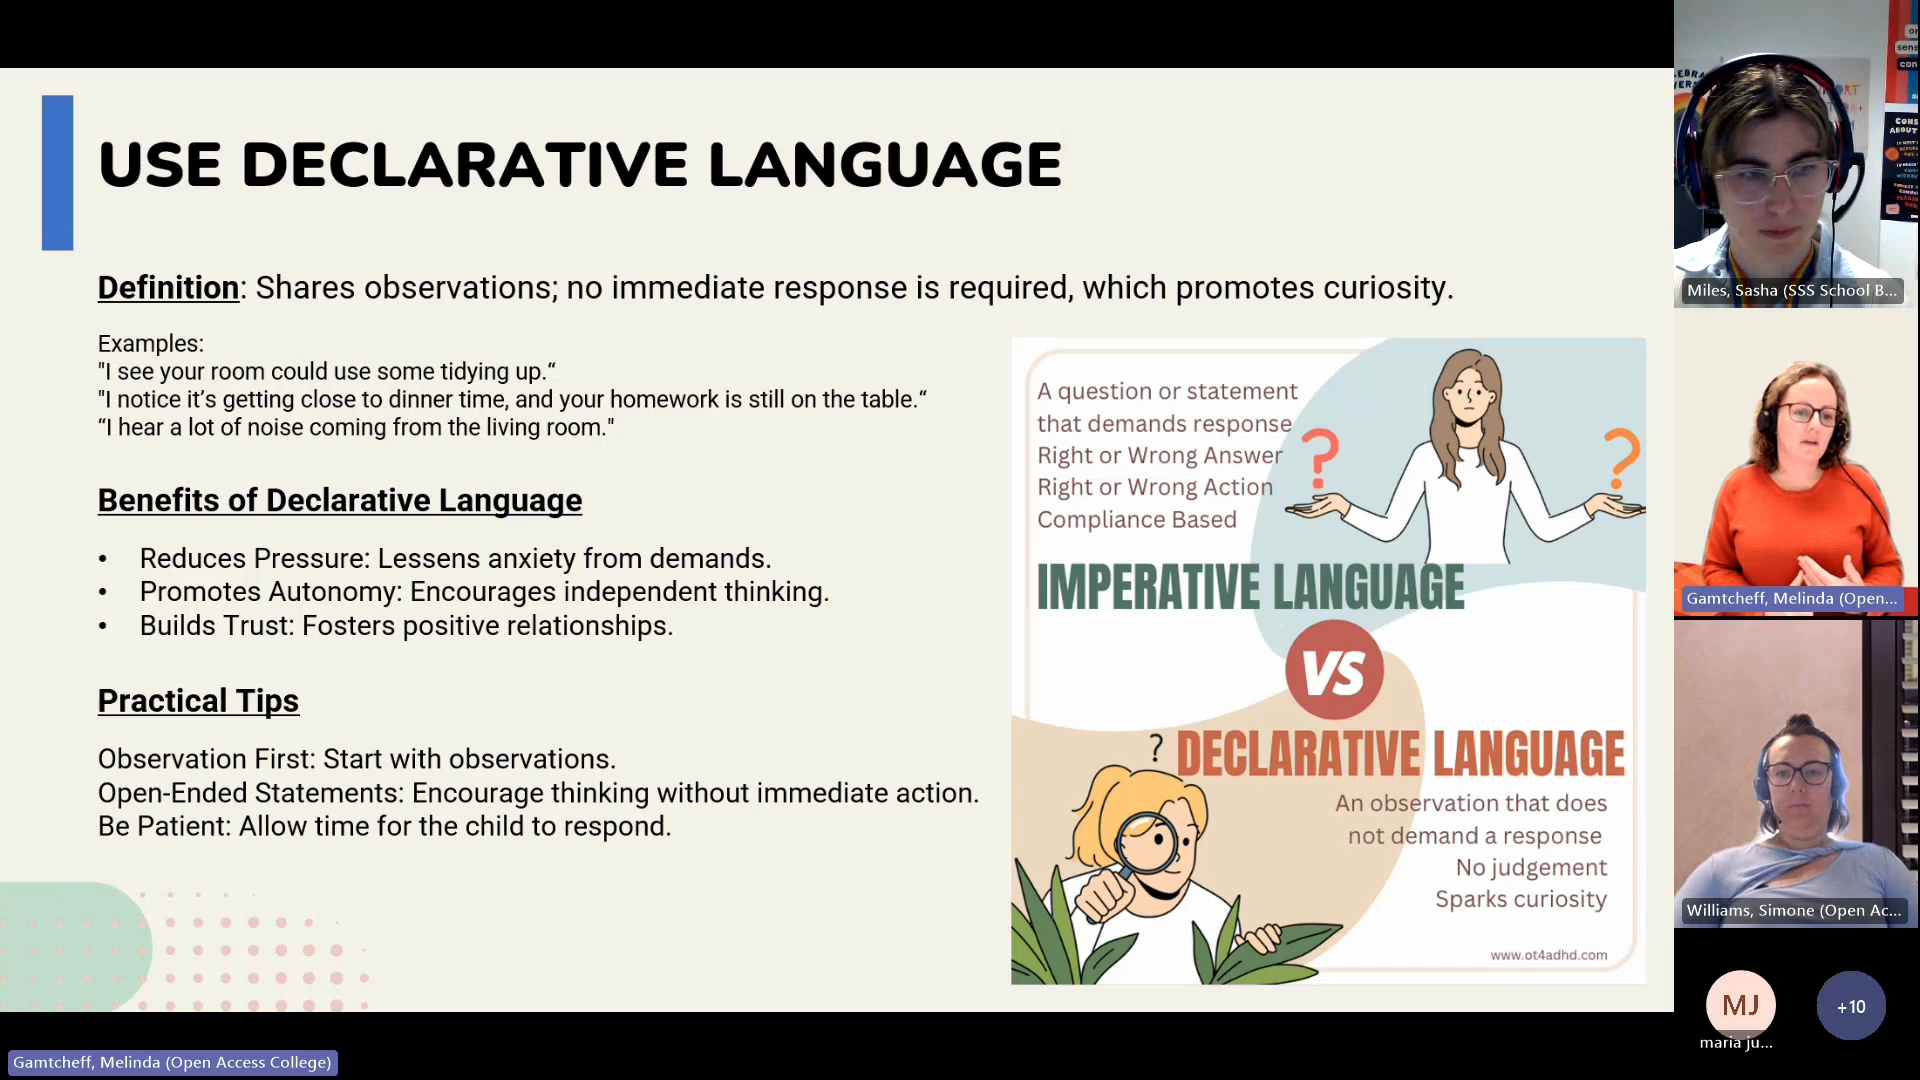 USE DECLARATIVE LANGUAGE
Definition: Shares observations; no immediate response is required, which promotes curiosity.
Examples:
"I see your room could use some tidying up.“
"I notice it’s getting close to dinner time, and your homework is still on the table.“
“I hear a lot of noise coming from the living room."
Benefits of Declarative Language
• Reduces Pressure: Lessens anxiety from demands.
• Promotes Autonomy: Encourages independent thinking.
• Builds Trust: Fosters positive relationships.
Practical Tips
Observation First: Start with observations.
Open-Ended Statements: Encourage thinking without immediate action.
Be Patient: Allow time for the child to respond.
A question or statement
that demands response
Right or Wrong Answer
Right or Wrong Action
Compliance Based
? ?
IMPERATIVE LANGUAGE
VS
? DECLARATIVE LANGUAGE
An observation that does
not demand a response
No judgement
Sparks curiosity
www.ot4adhd.com
Miles, Sasha (SSS School B...
Gamtcheff, Melinda (Open...
Williams, Simone (Open Ac...
MJ
+10
maria ju...
Gamtcheff, Melinda (Open Access College)